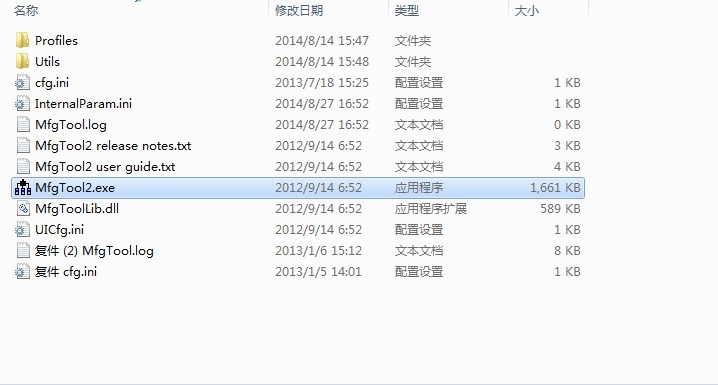 名称 修改日期 类型 大小
Profiles 2014/8/14 15:47 文件夹
Utils 2014/8/14 15:48 文件夹
cfg.ini 2013/7/18 15:25 配置设置 1 KB
InternalParam.ini 2014/8/27 16:52 配置设置 1 KB
MfgTool.log 2014/8/27 16:52 文本文档 0 KB
MfgTool2 release notes.txt 2012/9/14 6:52 文本文档 3 KB
MfgTool2 user guide.txt 2012/9/14 6:52 文本文档 4 KB
MfgTool2.exe 2012/9/14 6:52 应用程序 1,661 KB
MfgToolLib.dll 2012/9/14 6:52 应用程序扩展 589 KB
UICfg.ini 2012/9/14 6:52 配置设置 1 KB
复件 (2) MfgTool.log 2013/1/6 15:12 文本文档 8 KB
复件 cfg.ini 2013/1/5 14:01 配置设置 1 KB